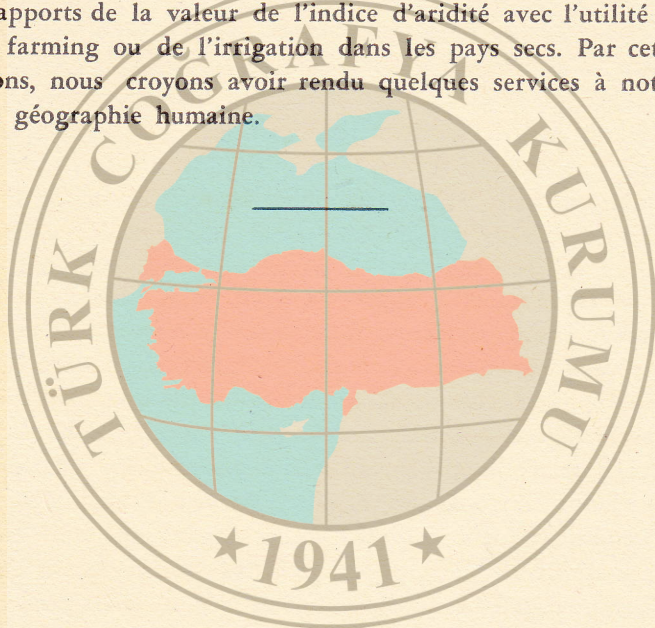 apports de la valeur de l'indice d'aridité avec l'utilité
farming ou de l'irrigation dans les pays secs. Par cet
ons, nous croyons avoir rendu quelques services à not
géographie humaine.
TÜRK COĞRAFYA KURUMU
★1941★